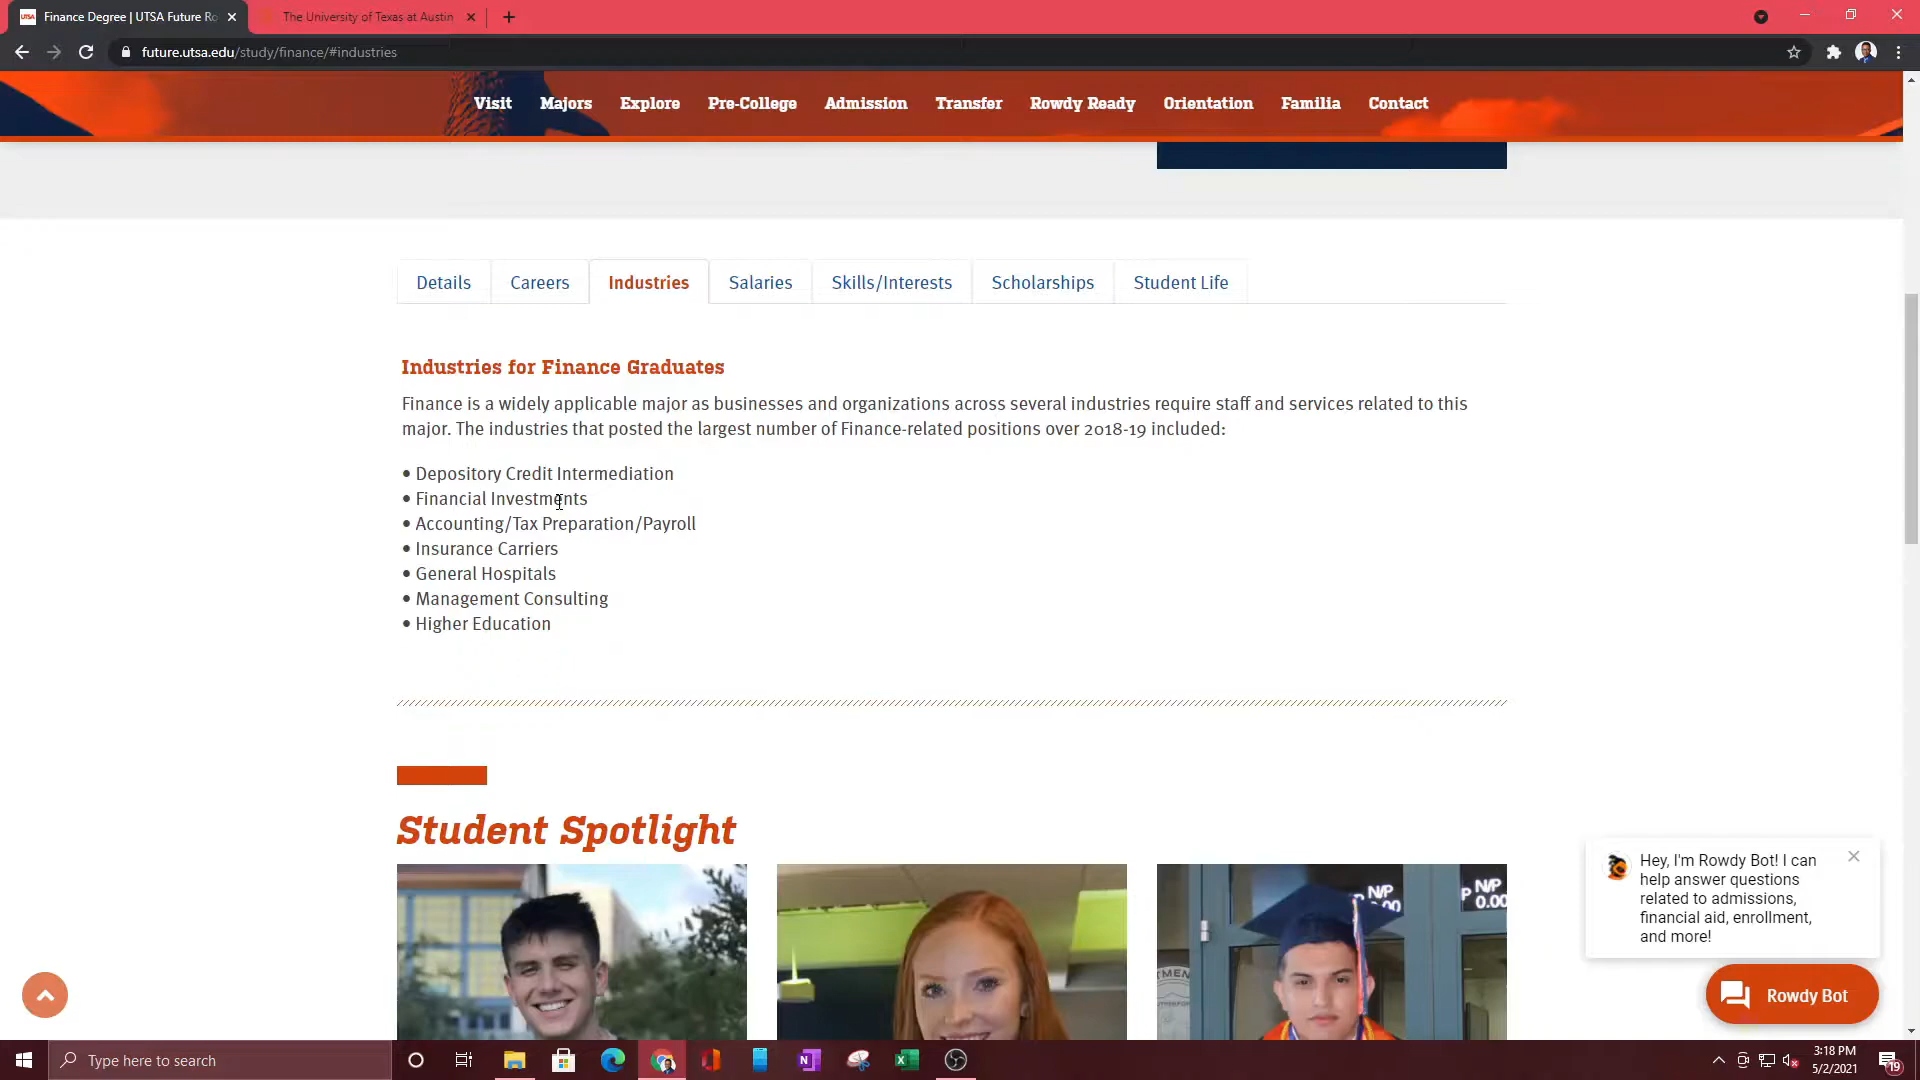 Finance Degree | UTSA Future Ro
The University of Texas at Austin
future.utsa.edu/study/finance/#industries
Visit Majors Explore Pre-College Admission Transfer Rowdy Ready Orientation Familia Contact
Details Careers Industries Salaries Skills/Interests Scholarships Student Life
Industries for Finance Graduates
Finance is a widely applicable major as businesses and organizations across several industries require staff and services related to this
major. The industries that posted the largest number of Finance-related positions over 2018-19 included:
• Depository Credit Intermediation
• Financial Investments
• Accounting/Tax Preparation/Payroll
• Insurance Carriers
• General Hospitals
• Management Consulting
• Higher Education
Student Spotlight
N/P
0.00
N/P
0.00
Hey, I'm Rowdy Bot! I can
help answer questions
related to admissions,
financial aid, enrollment,
and more!
Rowdy Bot
Type here to search
3:18 PM
5/2/2021
19